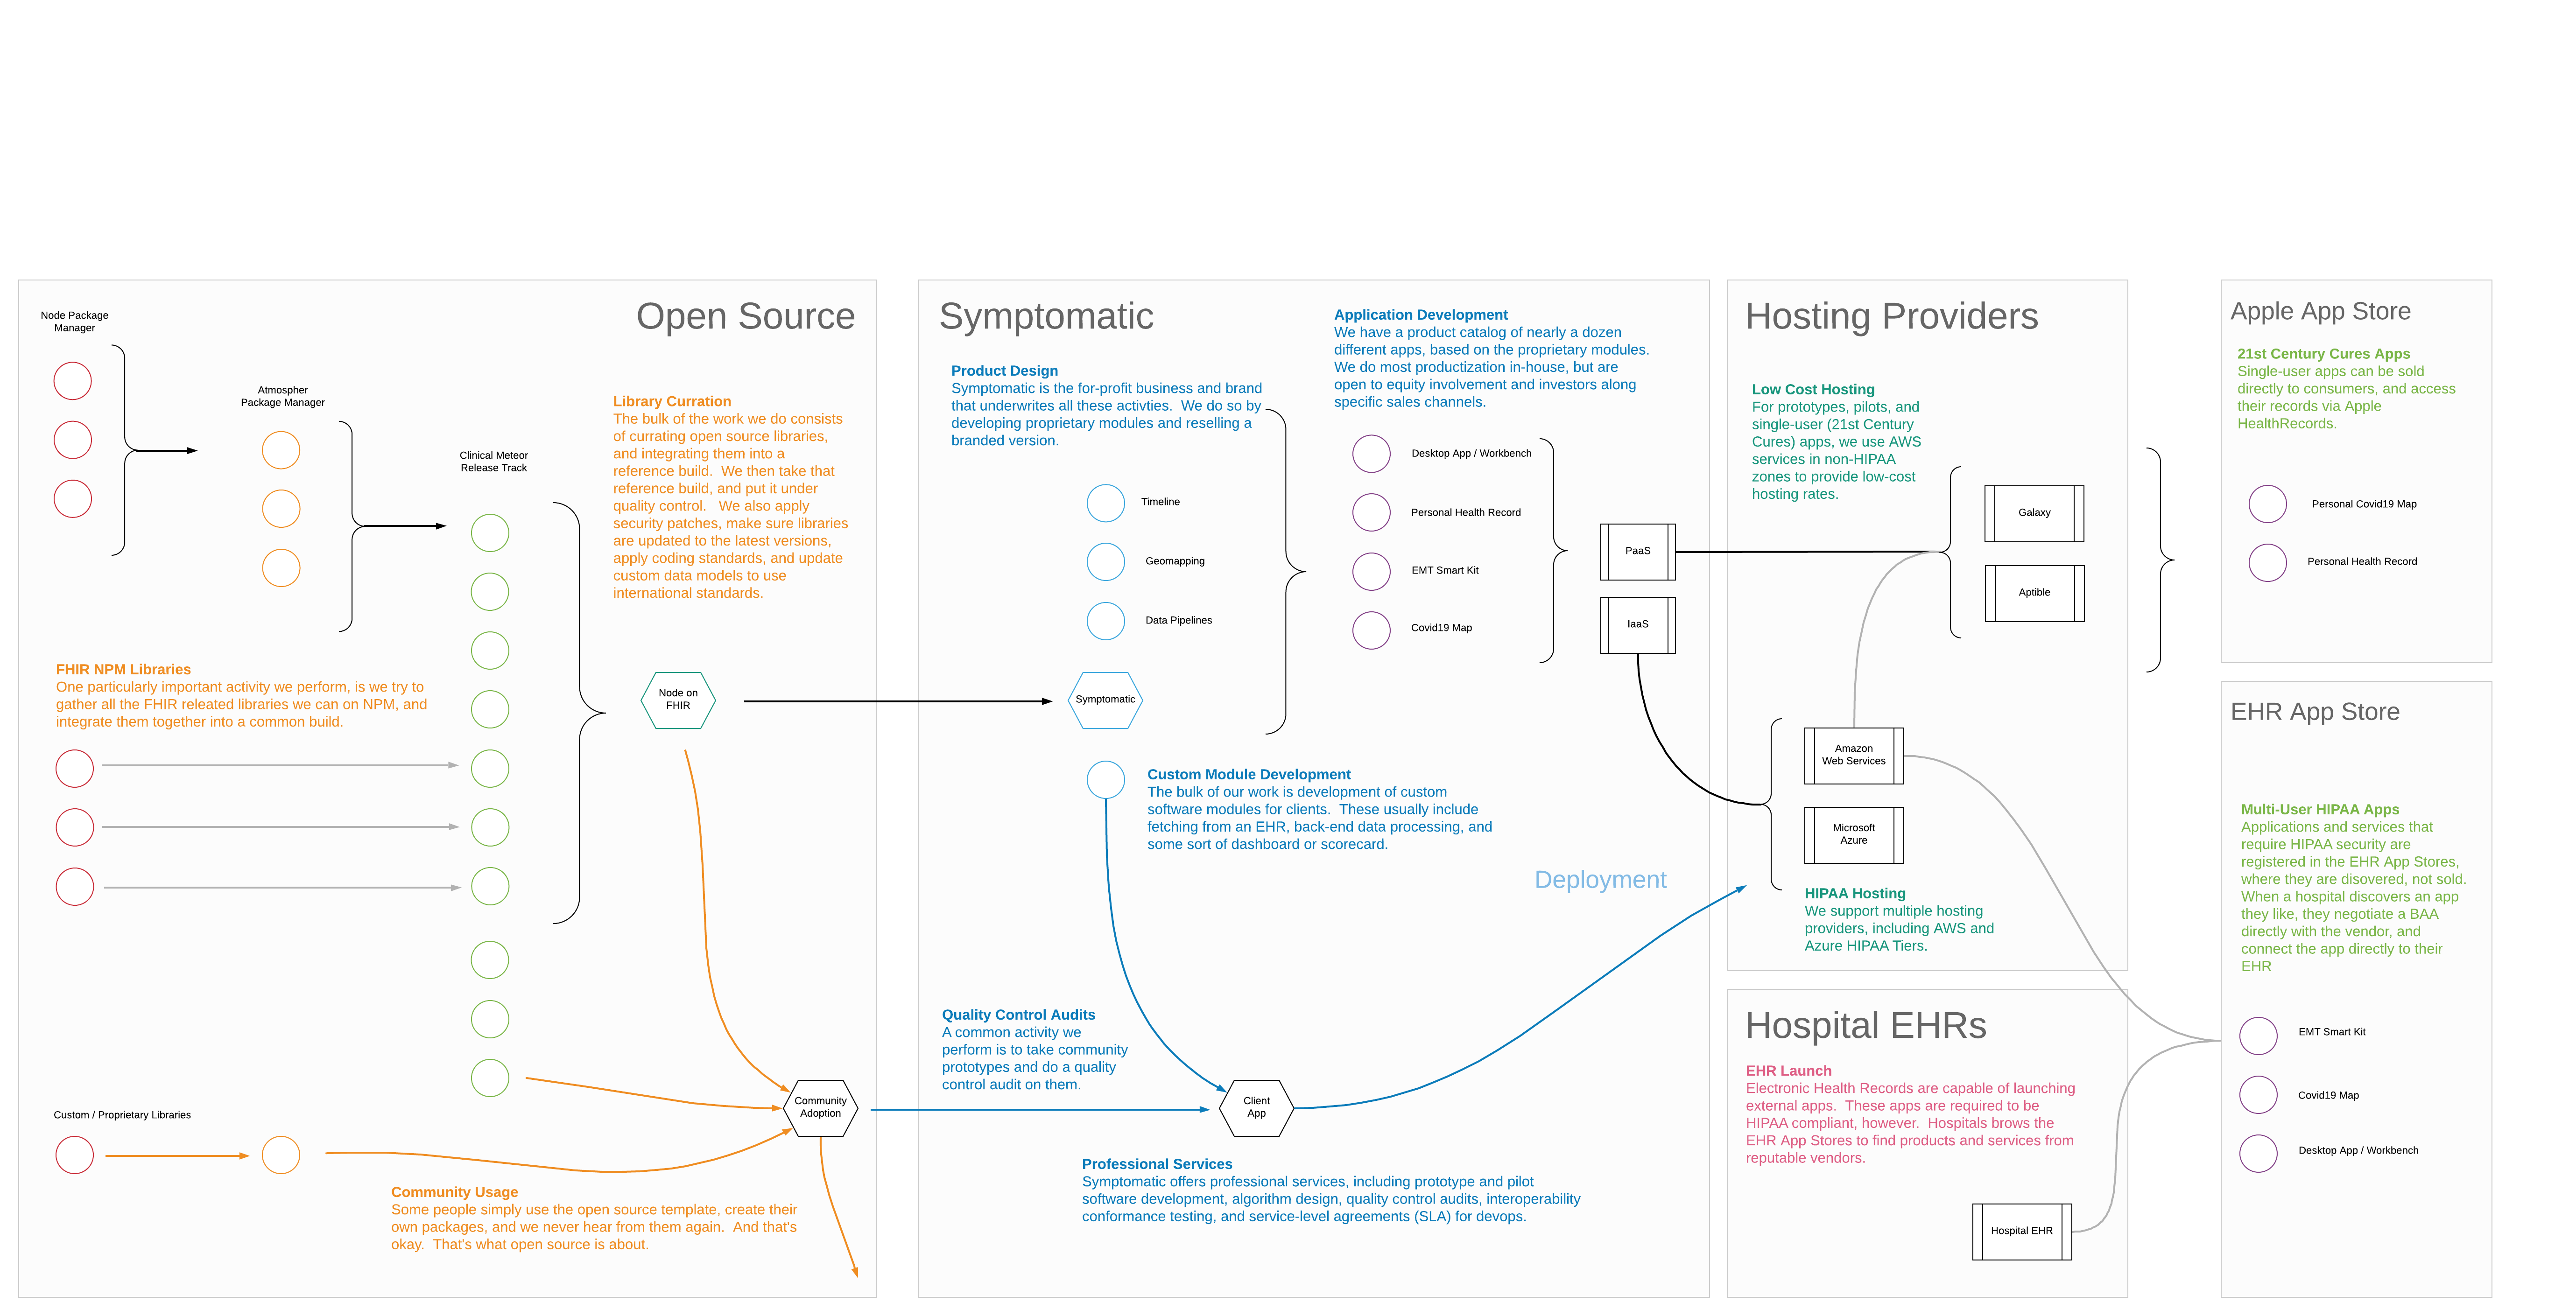 Open Source
Node Package
Manager
Atmospher
Package Manager
Clinical Meteor
Release Track
Library Curration
The bulk of the work we do consists
of currating open source libraries,
and integrating them into a
reference build.  We then take that
reference build, and put it under
quality control.   We also apply
security patches, make sure libraries
are updated to the latest versions,
apply coding standards, and update
custom data models to use
international standards.
FHIR NPM Libraries
One particularly important activity we perform, is we try to
gather all the FHIR releated libraries we can on NPM, and
integrate them together into a common build.
Node on
FHIR
Custom / Proprietary Libraries
Community
Adoption
Community Usage
Some people simply use the open source template, create their
own packages, and we never hear from them again.  And that's
okay.  That's what open source is about.
Symptomatic
Product Design
Symptomatic is the for-profit business and brand
that underwrites all these activties.  We do so by
developing proprietary modules and reselling a
branded version.
Application Development
We have a product catalog of nearly a dozen
different apps, based on the proprietary modules.
We do most productization in-house, but are
open to equity involvement and investors along
specific sales channels.
Timeline
Geomapping
Data Pipelines
Symptomatic
Desktop App / Workbench
Personal Health Record
EMT Smart Kit
Covid19 Map
PaaS
IaaS
Custom Module Development
The bulk of our work is development of custom
software modules for clients.  These usually include
fetching from an EHR, back-end data processing, and
some sort of dashboard or scorecard.
Deployment
Quality Control Audits
A common activity we
perform is to take community
prototypes and do a quality
control audit on them.
Client
App
Professional Services
Symptomatic offers professional services, including prototype and pilot
software development, algorithm design, quality control audits, interoperability
conformance testing, and service-level agreements (SLA) for devops.
Hosting Providers
Low Cost Hosting
For prototypes, pilots, and
single-user (21st Century
Cures) apps, we use AWS
services in non-HIPAA
zones to provide low-cost
hosting rates.
Galaxy
Aptible
Amazon
Web Services
Microsoft
Azure
HIPAA Hosting
We support multiple hosting
providers, including AWS and
Azure HIPAA Tiers.
Hospital EHRs
EHR Launch
Electronic Health Records are capable of launching
external apps.  These apps are required to be
HIPAA compliant, however.  Hospitals brows the
EHR App Stores to find products and services from
reputable vendors.
Hospital EHR
Apple App Store
21st Century Cures Apps
Single-user apps can be sold
directly to consumers, and access
their records via Apple
HealthRecords.
Personal Covid19 Map
Personal Health Record
EHR App Store
Multi-User HIPAA Apps
Applications and services that
require HIPAA security are
registered in the EHR App Stores,
where they are disovered, not sold.
When a hospital discovers an app
they like, they negotiate a BAA
directly with the vendor, and
connect the app directly to their
EHR
EMT Smart Kit
Covid19 Map
Desktop App / Workbench